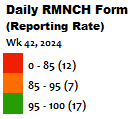 Daily RMNCH Form
(Reporting Rate)
Wk 42, 2024
0 - 85 (12)
85 - 95 (7)
95 - 100 (17)